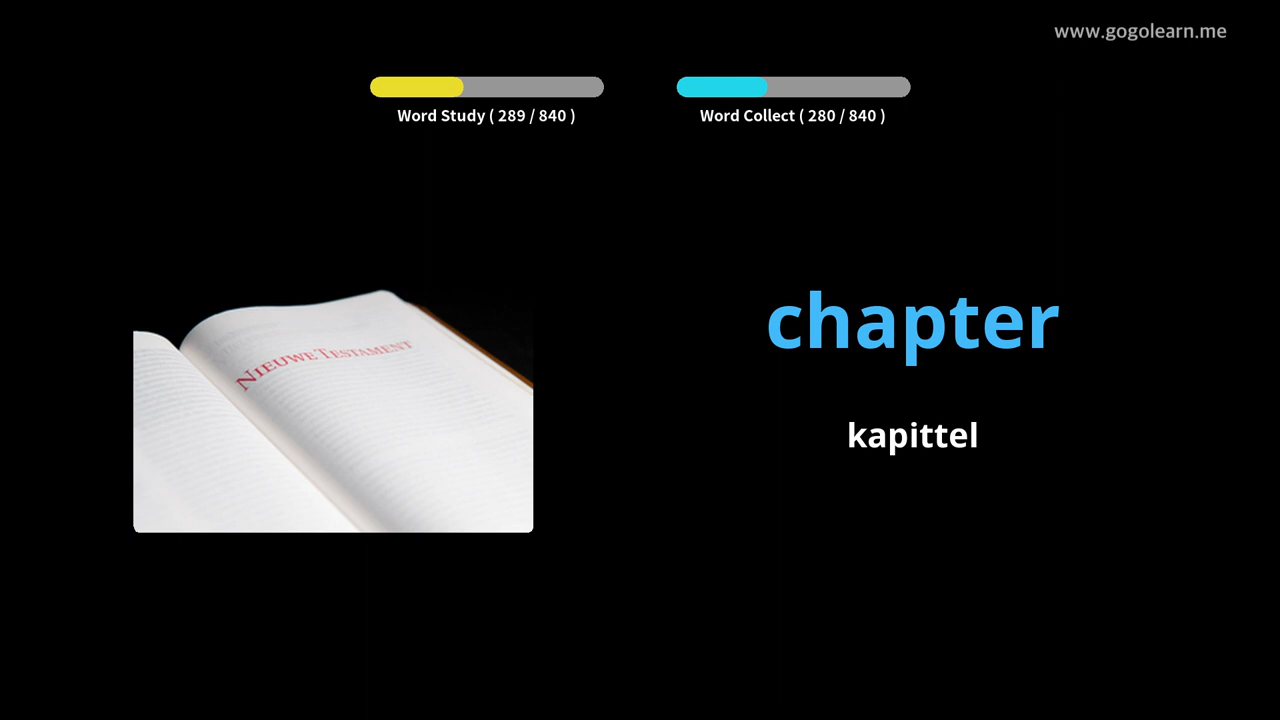 www.gogolearn.me
Word Study ( 289 / 840 )
Word Collect ( 280 / 840 )
NIEUWE TESTAMENT
chapter
kapittel